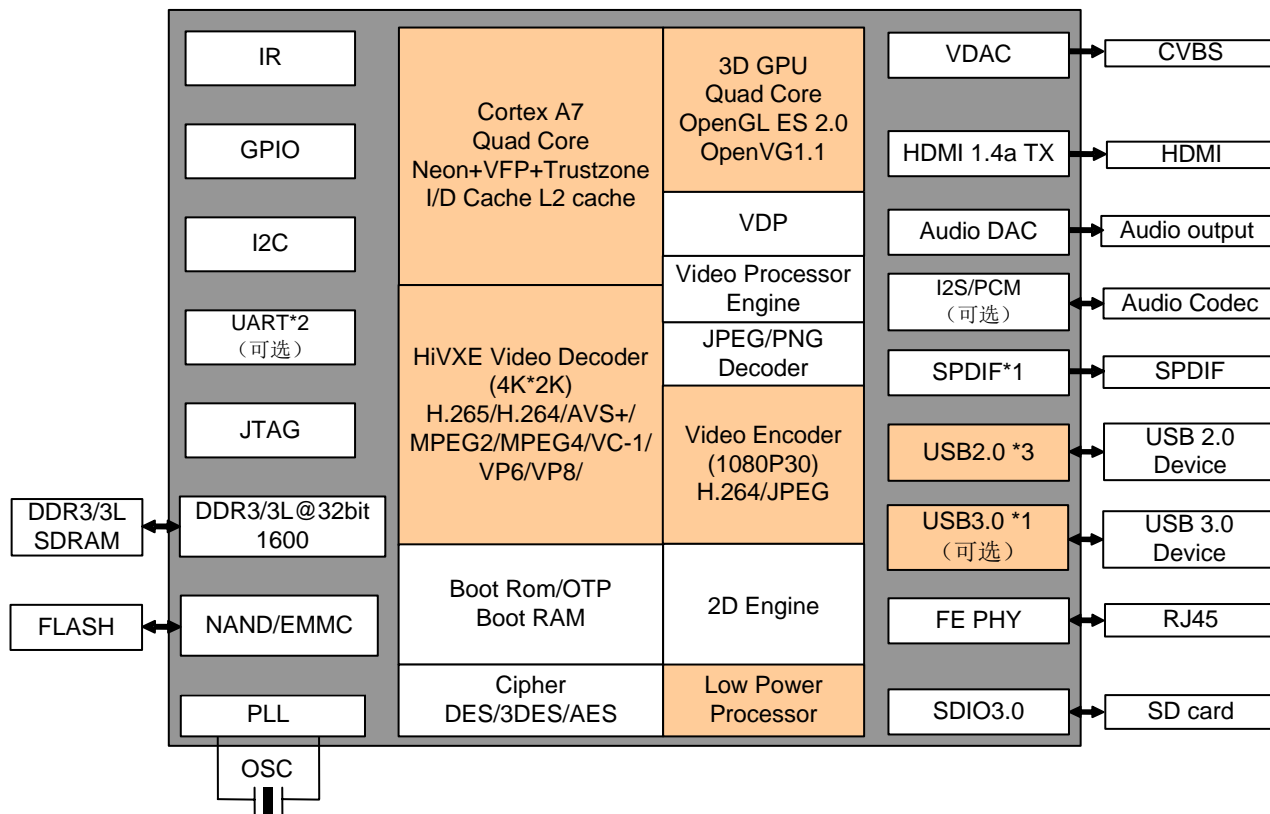 IR
GPIO
I2C
UART*2
（可选）
JTAG
DDR3/3L
SDRAM
DDR3/3L@32bit
1600
FLASH
NAND/EMMC
PLL
OSC
Cortex A7
Quad Core
Neon+VFP+Trustzone
I/D Cache L2 cache
HiVXE Video Decoder
(4K*2K)
H.265/H.264/AVS+/
MPEG2/MPEG4/VC-1/
VP6/VP8/
Boot Rom/OTP
Boot RAM
Cipher
DES/3DES/AES
3D GPU
Quad Core
OpenGL ES 2.0
OpenVG1.1
VDP
Video Processor
Engine
JPEG/PNG
Decoder
Video Encoder
(1080P30)
H.264/JPEG
2D Engine
Low Power
Processor
VDAC
CVBS
HDMI 1.4a TX
HDMI
Audio DAC
Audio output
I2S/PCM
（可选）
Audio Codec
SPDIF*1
SPDIF
USB2.0 *3
USB 2.0
Device
USB3.0 *1
（可选）
USB 3.0
Device
FE PHY
RJ45
SDIO3.0
SD card